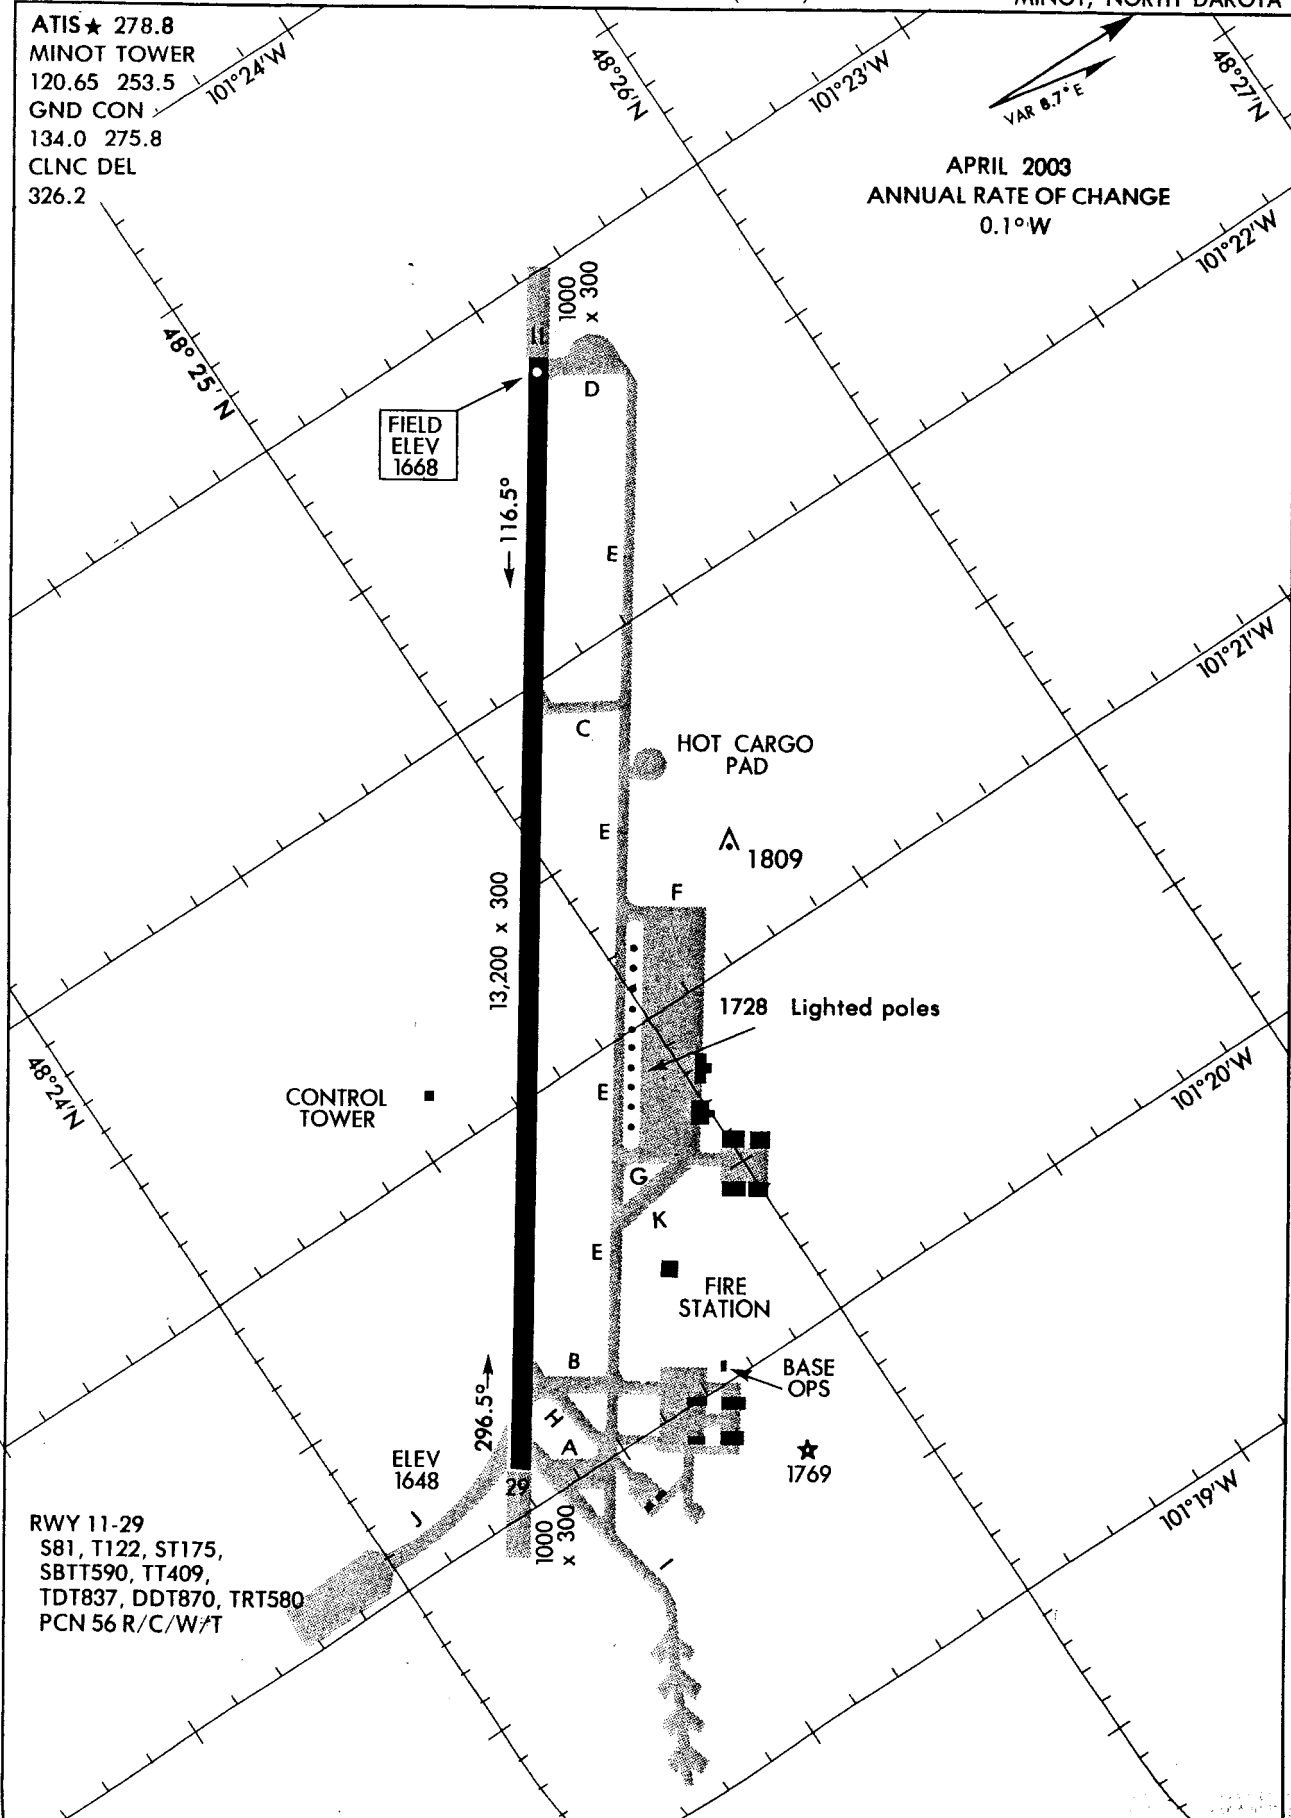 MINOT, NORTH DAKOTA
ATIS★ 278.8
MINOT TOWER
120.65 253.5
GND CON
134.0 275.8
CLNC DEL
326.2
101°24'W
48°26'N
101°23'W
48°27'N
VAR 8.7° E
APRIL 2003
ANNUAL RATE OF CHANGE
0.1° W
101°22'W
1000
x 300
11
48° 25' N
D
FIELD
ELEV
1668
116.5°
E
101°21'W
C
HOT CARGO
PAD
E
1809
F
13,200 x 300
1728 Lighted poles
48°24'N
CONTROL
TOWER
E
101°20'W
G
K
E
FIRE
STATION
B
BASE
OPS
296.5°
H
A
ELEV
1648
1769
29
1000
x 300
101°19'W
J
I
RWY 11-29
S81, T122, ST175,
SBTT590, TT409,
TDT837, DDT870, TRT580
PCN 56 R/C/W/T